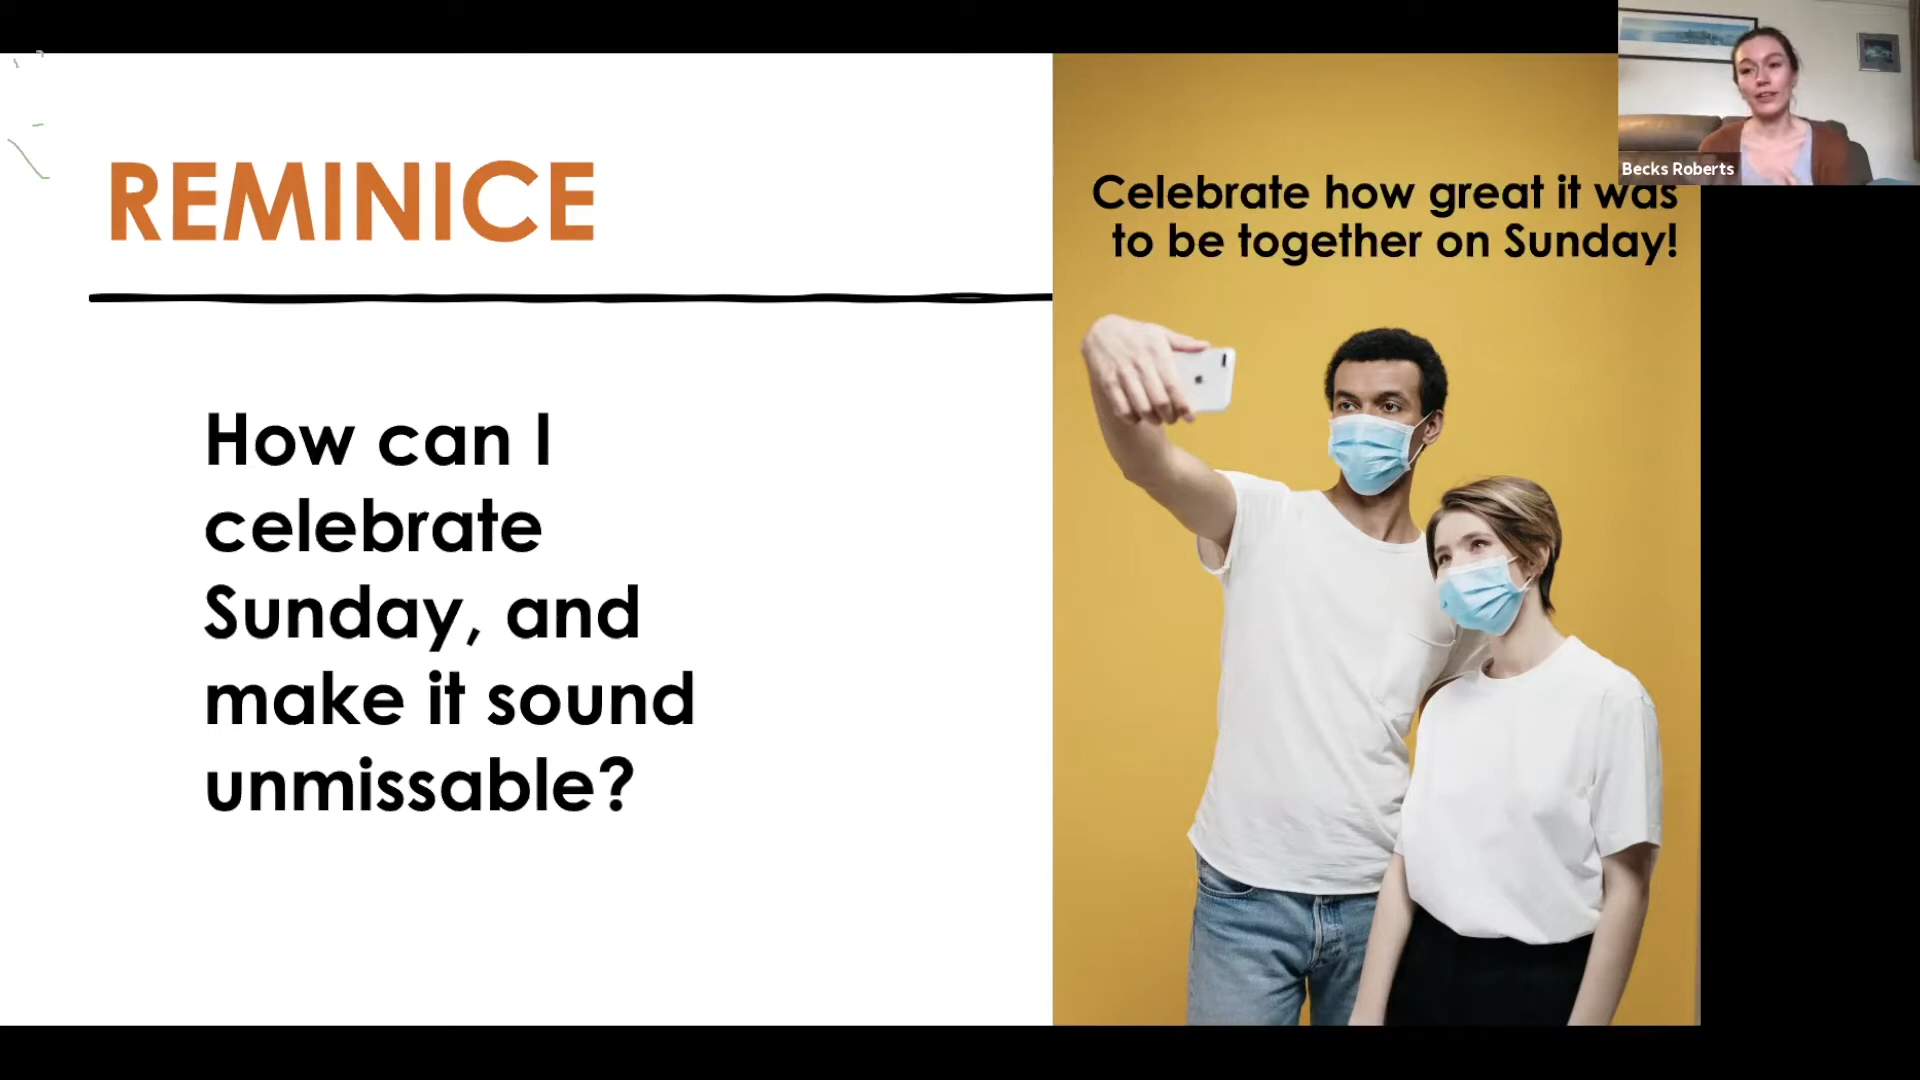 REMINICE
How can I
celebrate
Sunday, and
make it sound
unmissable?
Celebrate how great it was
to be together on Sunday!
Becks Roberts